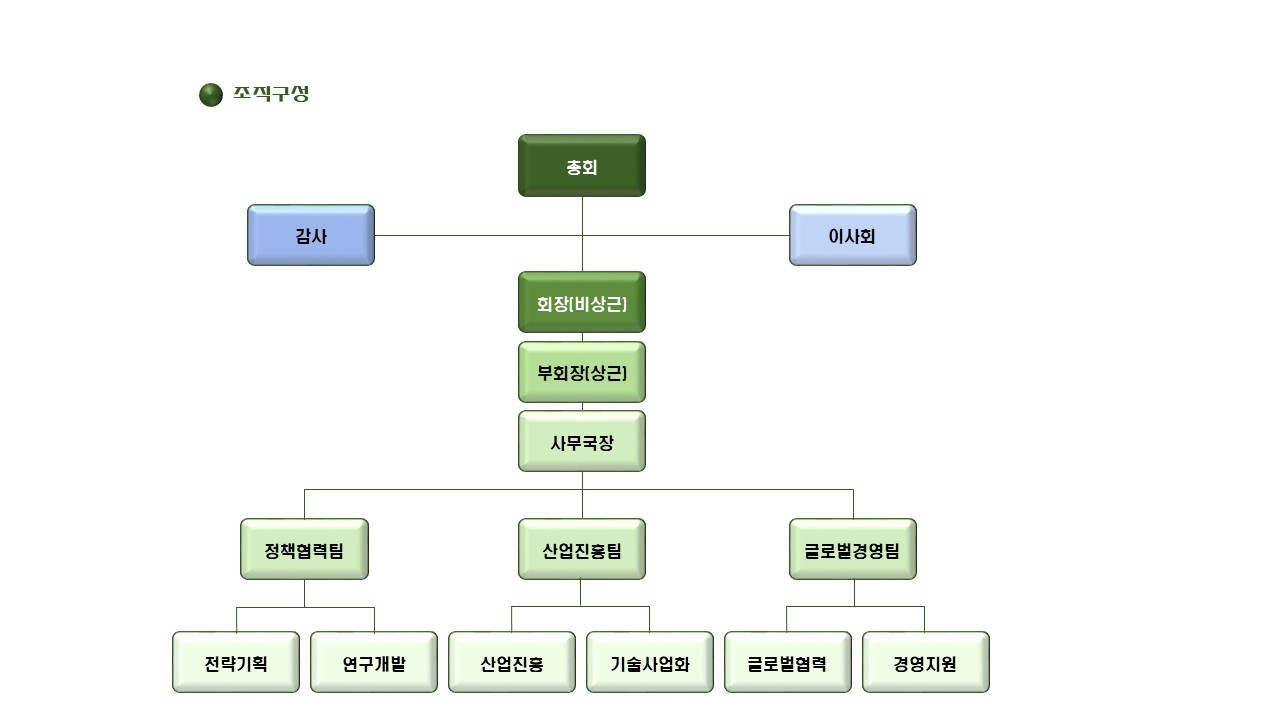 조직구성
총회
감사
이사회
회장(비상근)
부회장(상근)
사무국장
정책협력팀
산업진흥팀
글로벌경영팀
전략기획
연구개발
산업진흥
기술사업화
글로벌협력
경영지원